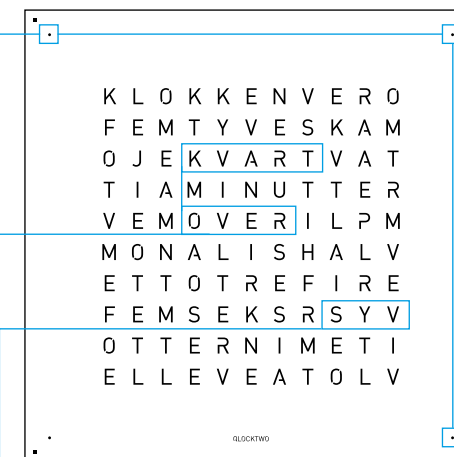 KLOKKENVERO
FEMTYVESKAM
OJEKVARTVAT
TIAMINUTTER
VEMOVERILPM
MONALISHALV
ETTOTREFIRE
FEMSEKSRSYV
OTTERNIMETI
ELLEVEATOLV
QLOCKTWO